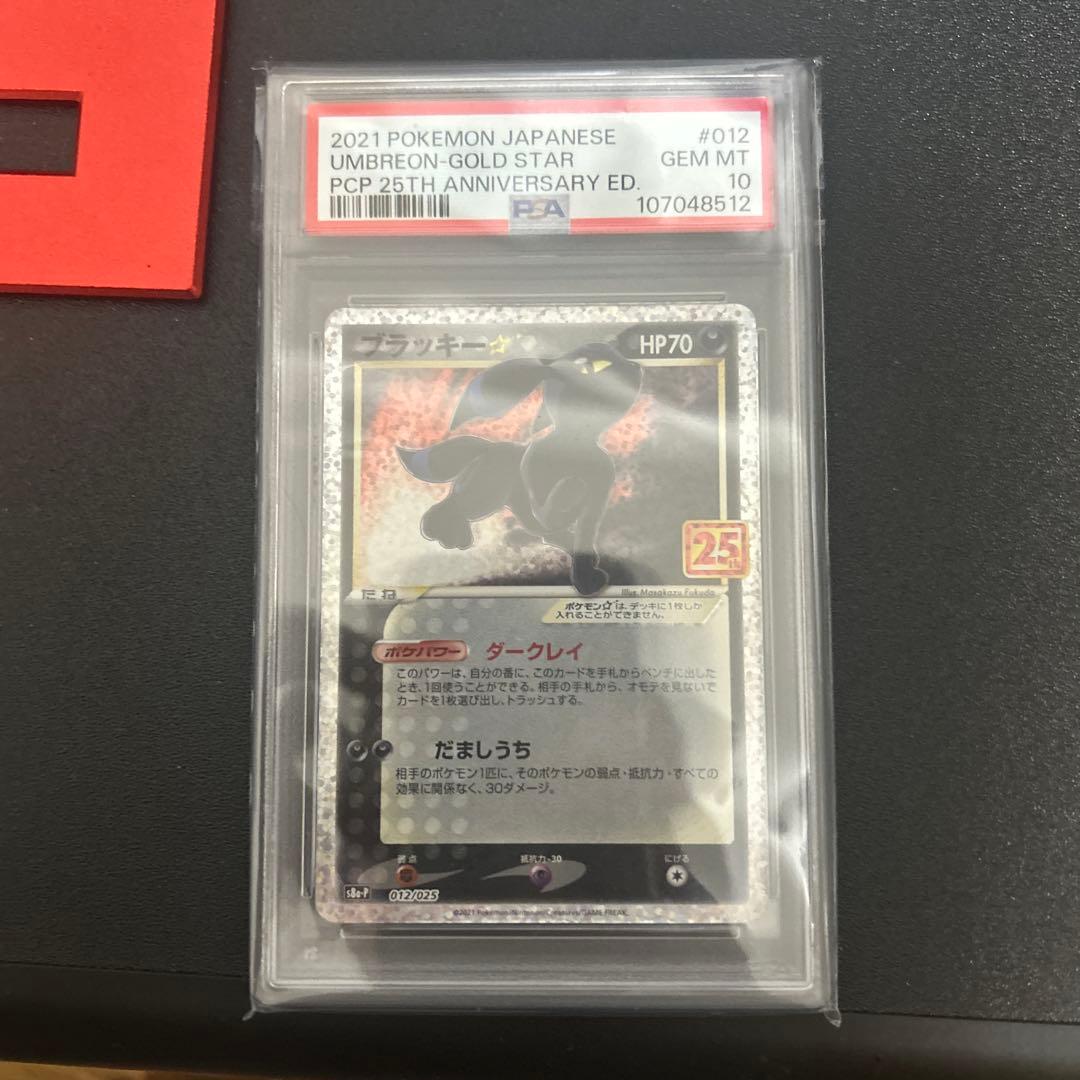 2021 POKEMON JAPANESE #012
UMBREON-GOLD STAR GEM MT
PCP 25TH ANNIVERSARY ED. 10
PSA 107048512
ブラッキー☆ HP70
25th
たね
Illus. Masakazu Fukuda
ポケモン☆は、デッキに1枚しか
入れることができません。
ポケパワー ダークレイ
このパワーは、自分の番に、このカードを手札からベンチに出した
とき、1回使うことができる。相手の手札から、オモテを見ないで
カードを1枚選び出し、トラッシュする。
だましうち
相手のポケモン1匹に、そのポケモンの弱点・抵抗力・すべての
効果に関係なく、30ダメージ。
弱点 抵抗力-30 にげる
s8a-P 012/025
©2021 Pokémon/Nintendo/Creatures/GAME FREAK.